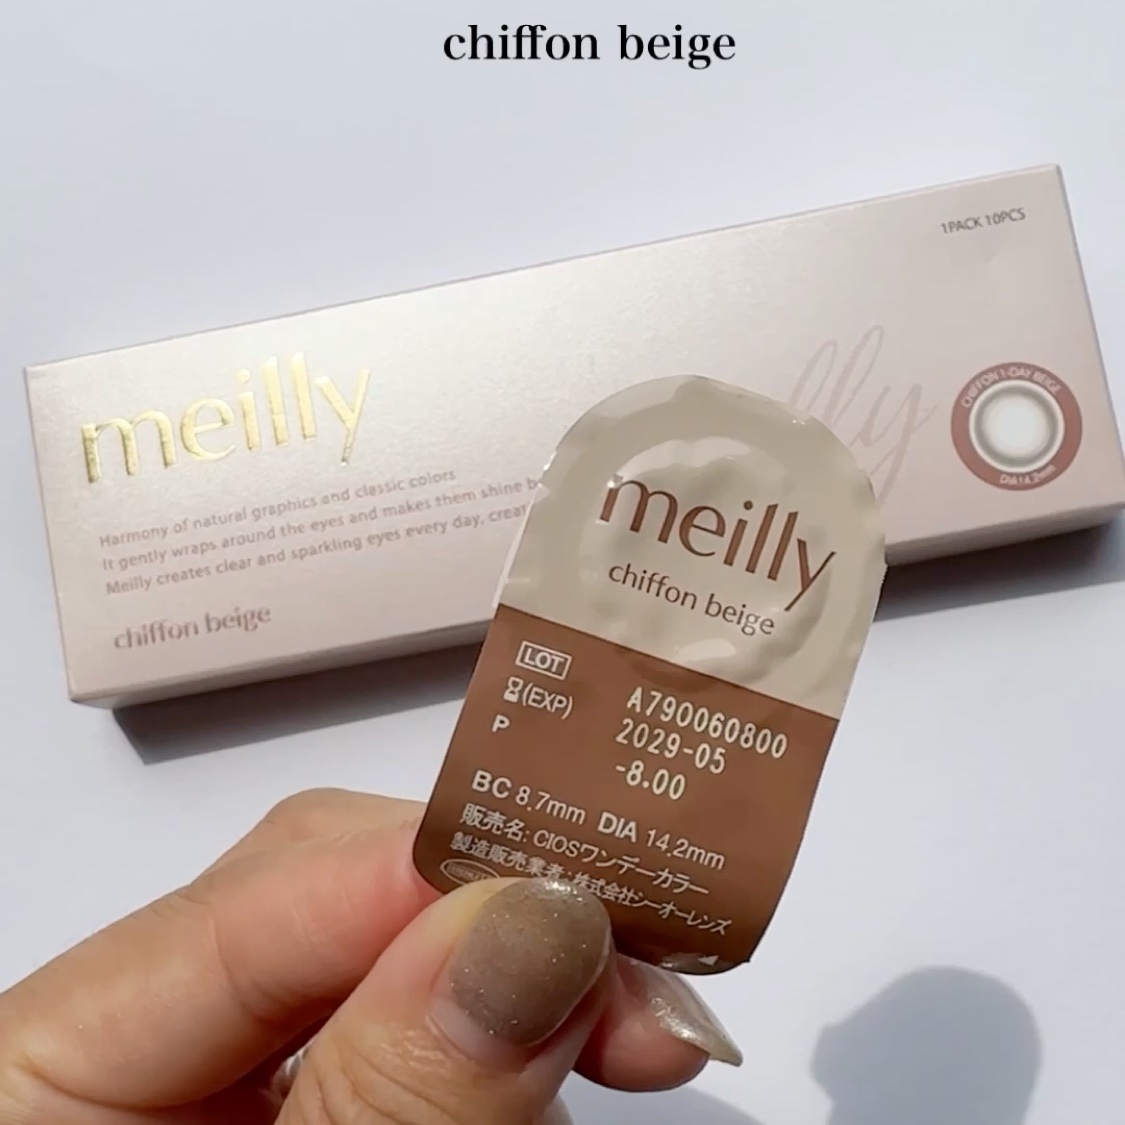 chiffon beige
1PACK 10PCS
meilly
Harmony of natural graphics and classic colors
It gently wraps around the eyes and makes them shine
Meilly creates clear and sparkling eyes every day,
chiffon beige
lly
CHIFFON 1-DAY BEIGE
DIA14.2mm
meilly
chiffon beige
LOT A790060800
(EXP) 2029-05
P -8.00
BC 8.7mm DIA 14.2mm
販売名: CIOSワンデーカラー
製造販売業者:株式会社シーオーレンズ